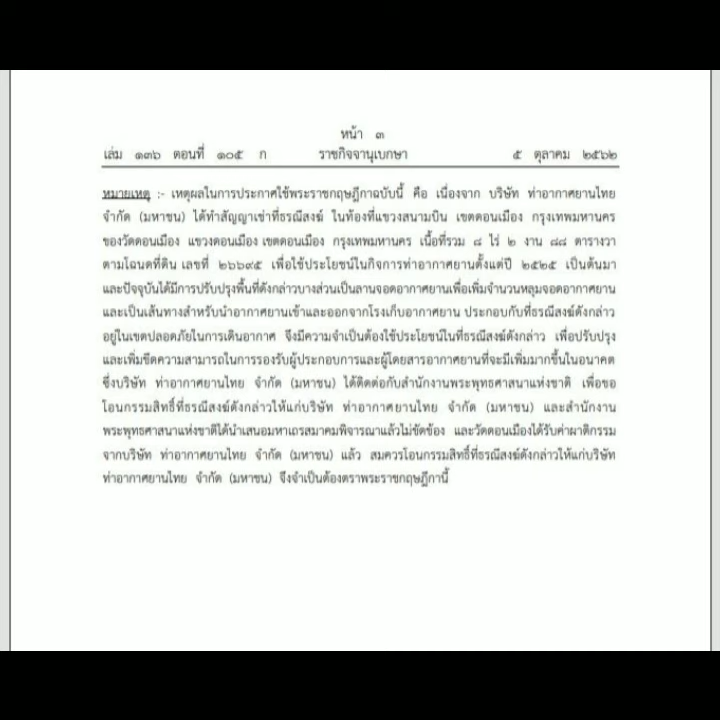 หน้า ๓
เล่ม ๑๓๖ ตอนที่ ๑๐๕ ก ราชกิจจานุเบกษา ๕ ตุลาคม ๒๕๖๒
หมายเหตุ :- เหตุผลในการประกาศใช้พระราชกฤษฎีกาฉบับนี้ คือ เนื่องจาก บริษัท ท่าอากาศยานไทย
จำกัด (มหาชน) ได้ทำสัญญาเช่าที่ธรณีสงฆ์ ในท้องที่แขวงสนามบิน เขตดอนเมือง กรุงเทพมหานคร
ของวัดดอนเมือง แขวงดอนเมือง เขตดอนเมือง กรุงเทพมหานคร เนื้อที่รวม ๘ ไร่ ๒ งาน ๘๘ ตารางวา
ตามโฉนดที่ดิน เลขที่ ๒๖๖๙๕ เพื่อใช้ประโยชน์ในกิจการท่าอากาศยานตั้งแต่ปี ๒๕๒๕ เป็นต้นมา
และปัจจุบันได้มีการปรับปรุงพื้นที่ดังกล่าวบางส่วนเป็นลานจอดอากาศยานเพื่อเพิ่มจำนวนหลุมจอดอากาศยาน
และเป็นเส้นทางสำหรับนำอากาศยานเข้าและออกจากโรงเก็บอากาศยาน ประกอบกับที่ธรณีสงฆ์ดังกล่าว
อยู่ในเขตปลอดภัยในการเดินอากาศ จึงมีความจำเป็นต้องใช้ประโยชน์ในที่ธรณีสงฆ์ดังกล่าว เพื่อปรับปรุง
และเพิ่มขีดความสามารถในการรองรับผู้ประกอบการและผู้โดยสารอากาศยานที่จะมีเพิ่มมากขึ้นในอนาคต
ซึ่งบริษัท ท่าอากาศยานไทย จำกัด (มหาชน) ได้ติดต่อกับสำนักงานพระพุทธศาสนาแห่งชาติ เพื่อขอ
โอนกรรมสิทธิ์ที่ธรณีสงฆ์ดังกล่าวให้แก่บริษัท ท่าอากาศยานไทย จำกัด (มหาชน) และสำนักงาน
พระพุทธศาสนาแห่งชาติได้นำเสนอมหาเถรสมาคมพิจารณาแล้วไม่ขัดข้อง และวัดดอนเมืองได้รับค่าผาติกรรม
จากบริษัท ท่าอากาศยานไทย จำกัด (มหาชน) แล้ว สมควรโอนกรรมสิทธิ์ที่ธรณีสงฆ์ดังกล่าวให้แก่บริษัท
ท่าอากาศยานไทย จำกัด (มหาชน) จึงจำเป็นต้องตราพระราชกฤษฎีกานี้